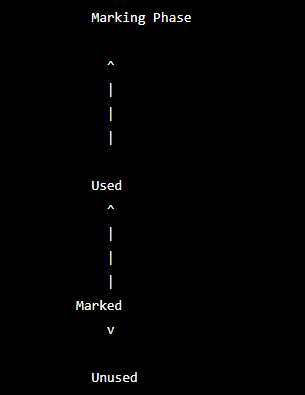 Marking Phase
^
|
|
|
Used
^
|
|
|
Marked
v
Unused